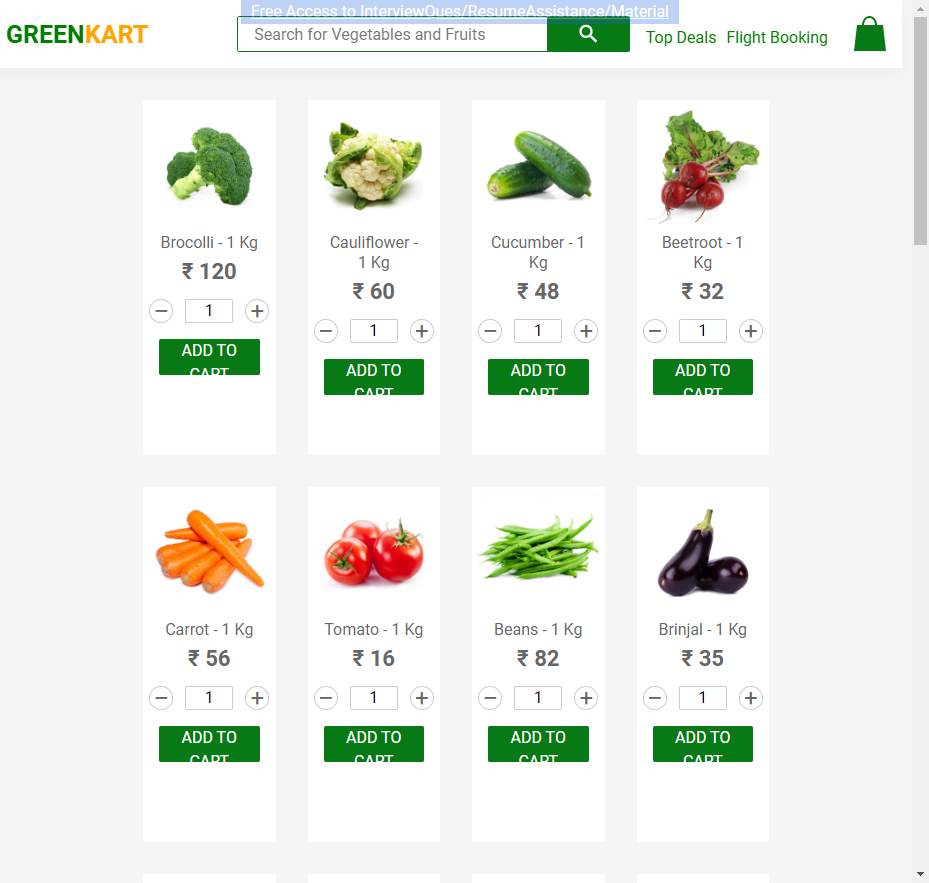 Free Access to InterviewQues/ResumeAssistance/Material
GREENKART
Search for Vegetables and Fruits
Top Deals
Flight Booking
Brocolli - 1 Kg
₹ 120
1
ADD TO
CART
Cauliflower -
1 Kg
₹ 60
1
ADD TO
CART
Cucumber - 1
Kg
₹ 48
1
ADD TO
CART
Beetroot - 1
Kg
₹ 32
1
ADD TO
CART
Carrot - 1 Kg
₹ 56
1
ADD TO
CART
Tomato - 1 Kg
₹ 16
1
ADD TO
CART
Beans - 1 Kg
₹ 82
1
ADD TO
CART
Brinjal - 1 Kg
₹ 35
1
ADD TO
CART